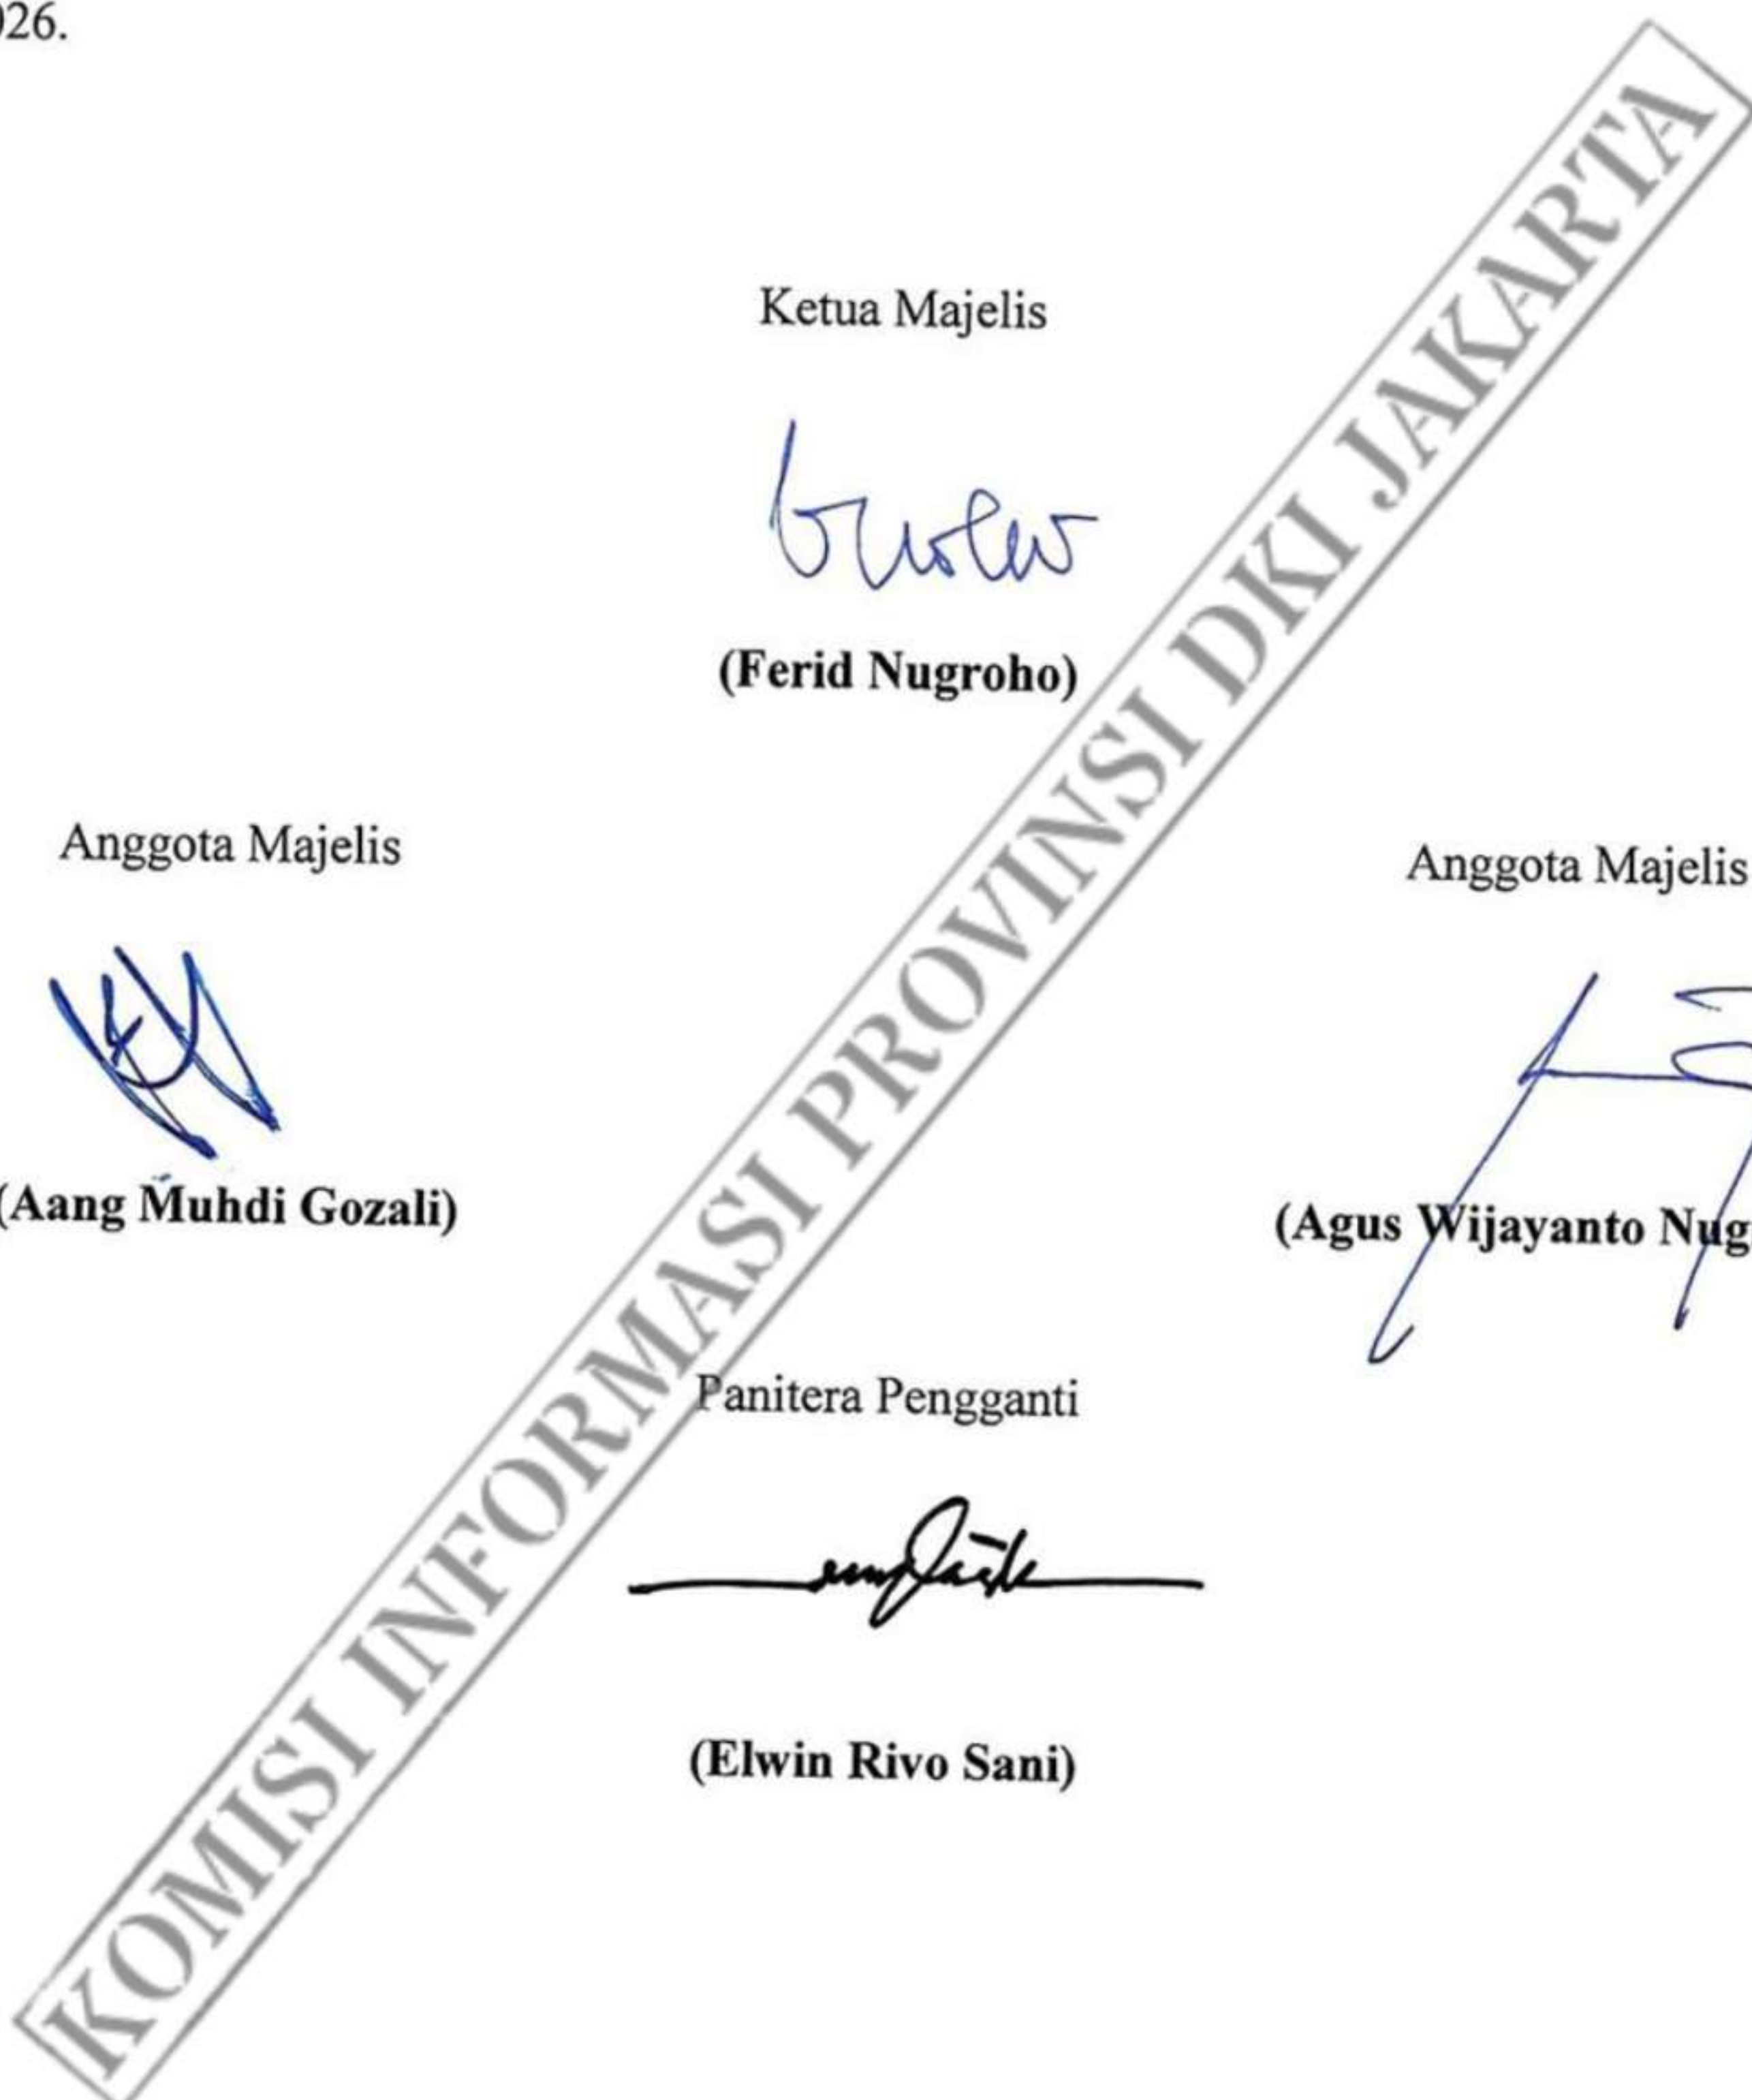 026.
Ketua Majelis
(Ferid Nugroho)
Anggota Majelis
Anggota Majelis
(Aang Muhdi Gozali)
(Agus Wijayanto Nug
Panitera Pengganti
(Elwin Rivo Sani)
KOMISI INFORMASI PROVINSI DKI JAKARTA